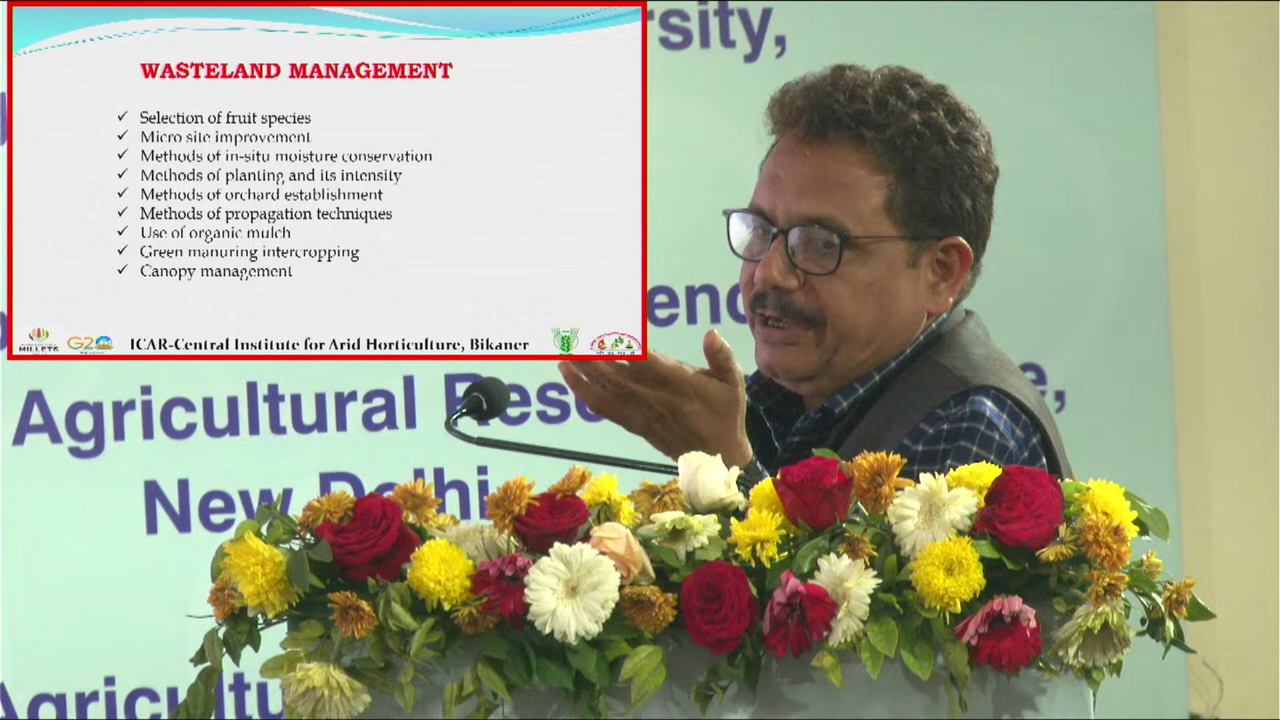 WASTELAND MANAGEMENT
✓ Selection of fruit species
✓ Micro site improvement
✓ Methods of in-situ moisture conservation
✓ Methods of planting and its intensity
✓ Methods of orchard establishment
✓ Methods of propagation techniques
✓ Use of organic mulch
✓ Green manuring intercropping
✓ Canopy management
MILLETS
G20
ICAR-Central Institute for Arid Horticulture, Bikaner
sity,
enc
Agricultural Rese e,
New Delhi
Agricultu